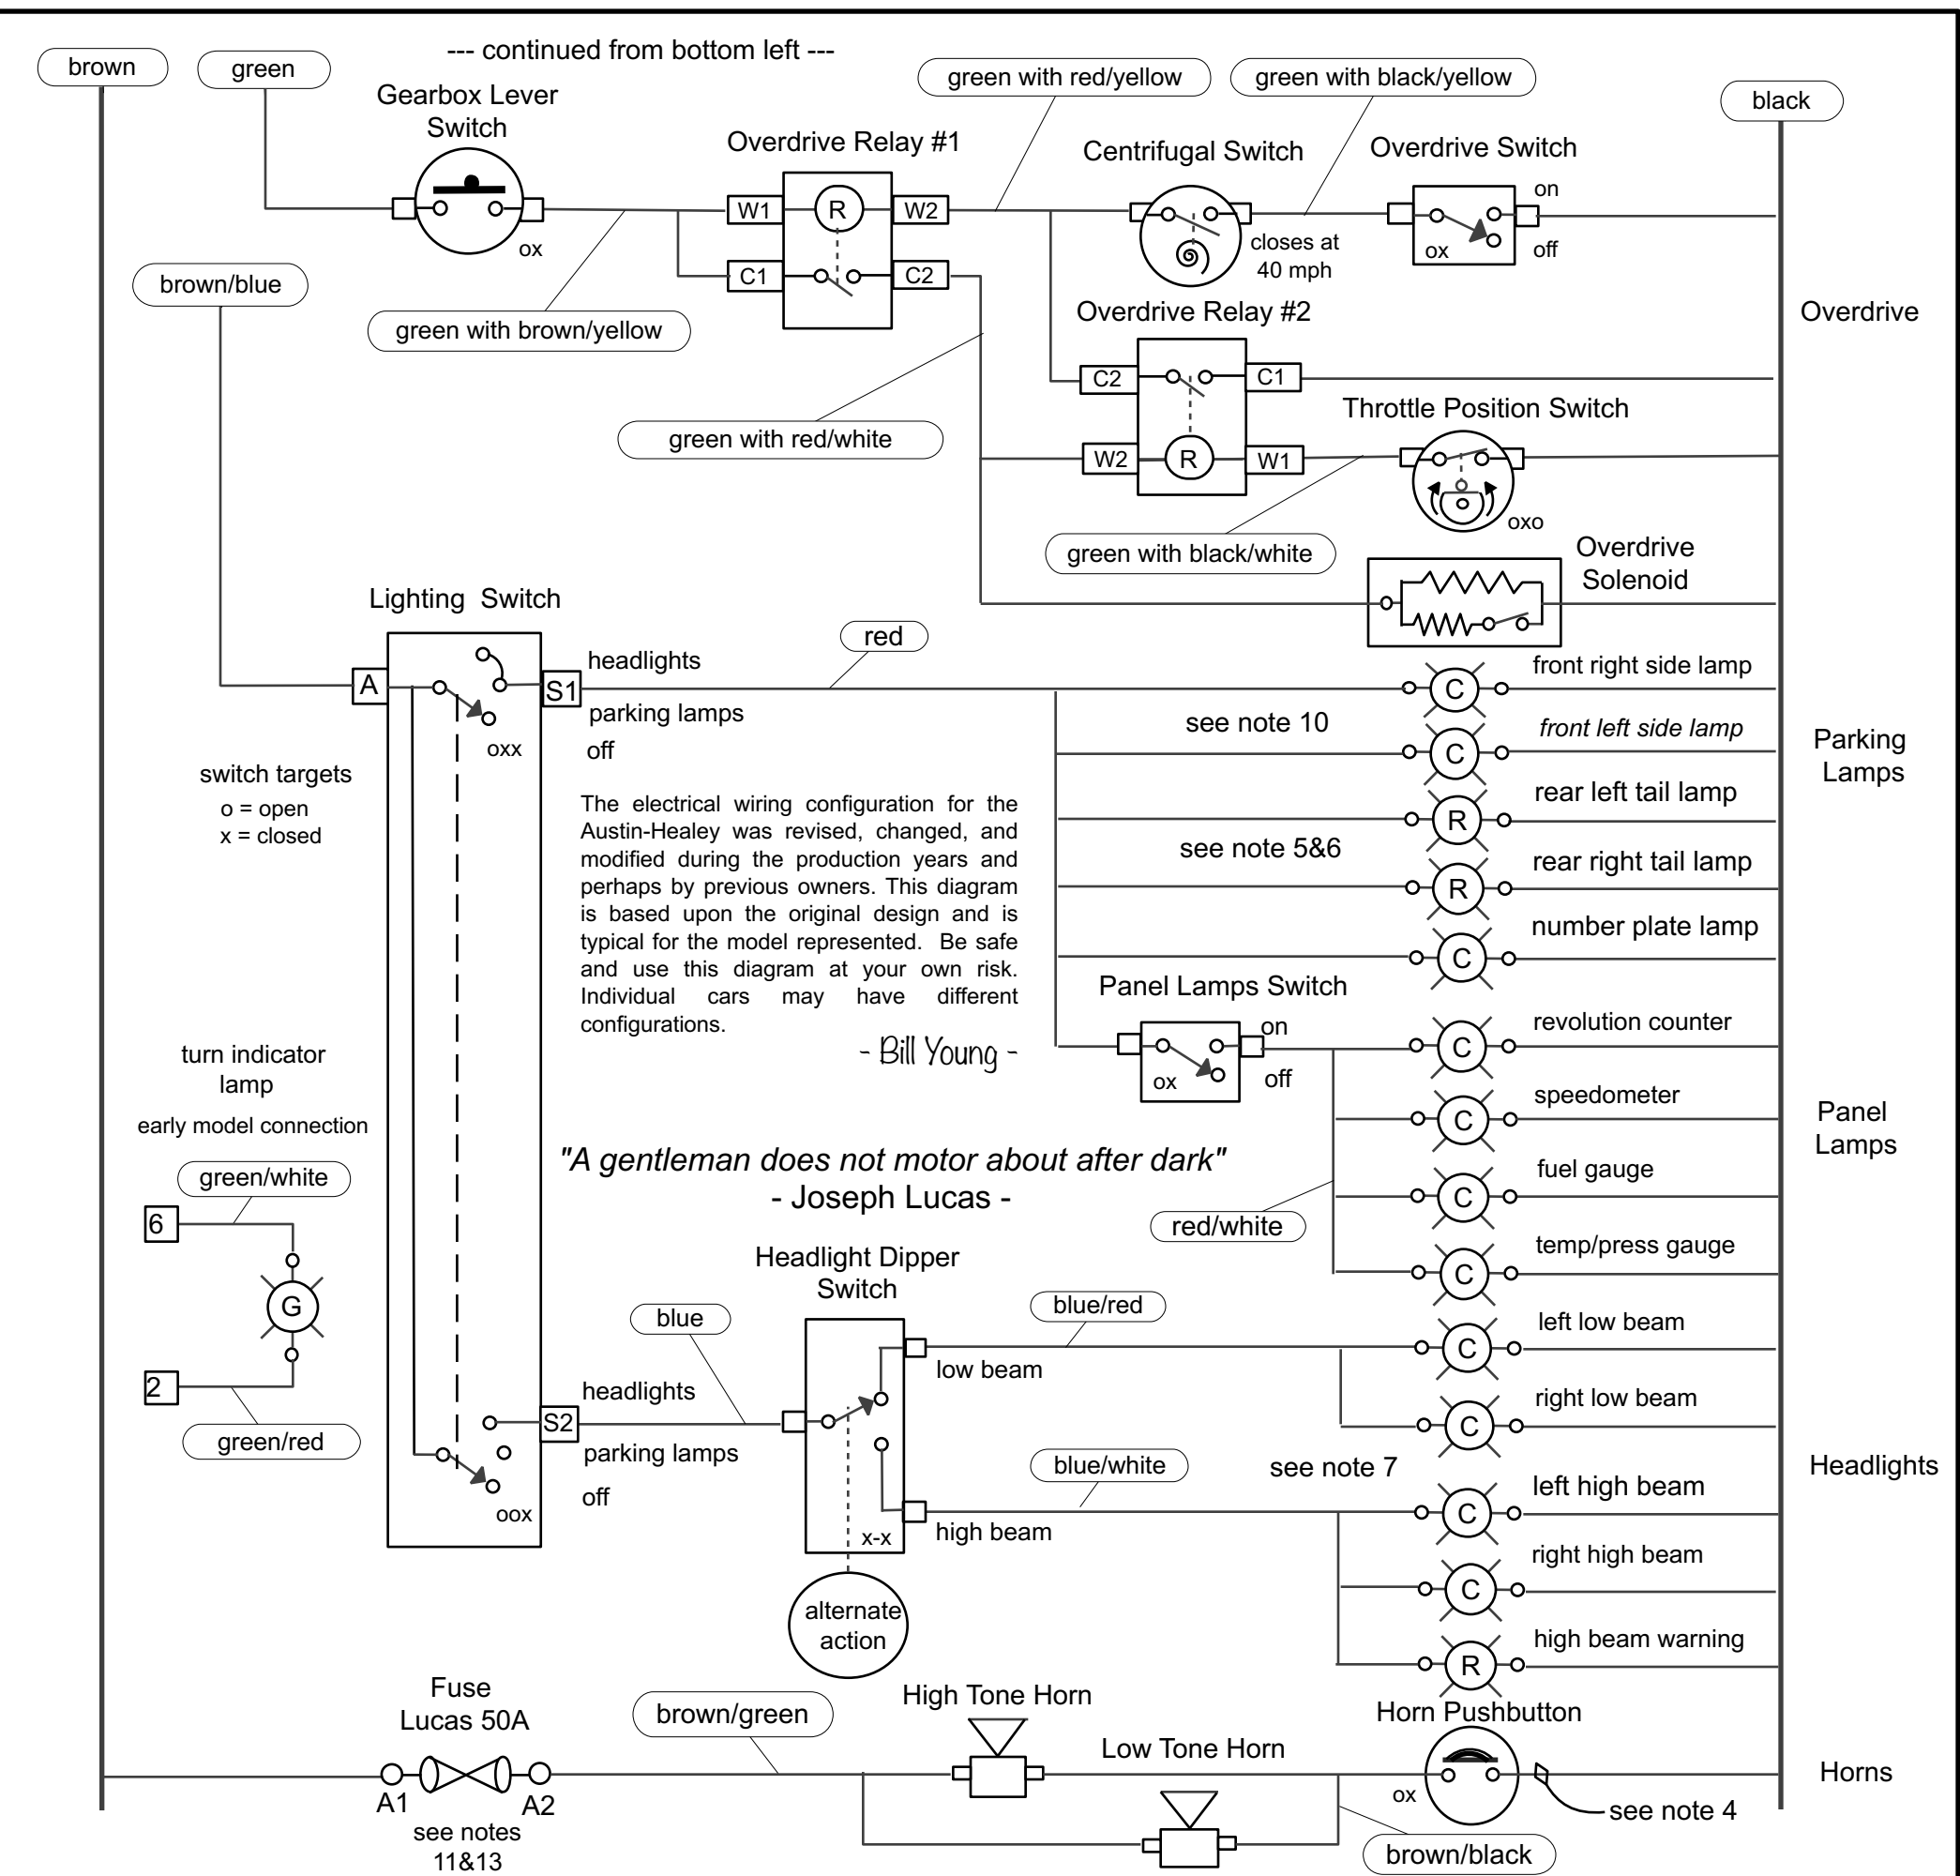 --- continued from bottom left ---
brown
green
green with red/yellow
green with black/yellow
black
Gearbox Lever
Switch
Overdrive Relay #1
Centrifugal Switch
Overdrive Switch
on
off
ox
W1
R
W2
C1
C2
ox
closes at
40 mph
ox
brown/blue
green with brown/yellow
Overdrive Relay #2
Overdrive
C2
C1
green with red/white
Throttle Position Switch
W2
R
W1
oxo
green with black/white
Overdrive
Solenoid
Lighting Switch
red
A
S1
headlights
parking lamps
off
oxx
front right side lamp
C
see note 10
front left side lamp
C
Parking
Lamps
switch targets
o = open
x = closed
rear left tail lamp
R
see note 5&6
rear right tail lamp
R
number plate lamp
C
The electrical wiring configuration for the
Austin-Healey was revised, changed, and
modified during the production years and
perhaps by previous owners. This diagram
is based upon the original design and is
typical for the model represented. Be safe
and use this diagram at your own risk.
Individual cars may have different
configurations.
- Bill Young -
Panel Lamps Switch
on
off
ox
revolution counter
C
speedometer
C
Panel
Lamps
fuel gauge
C
temp/press gauge
C
red/white
turn indicator
lamp
early model connection
green/white
6
G
2
green/red
"A gentleman does not motor about after dark"
- Joseph Lucas -
Headlight Dipper
Switch
blue
blue/red
low beam
left low beam
C
right low beam
C
S2
headlights
parking lamps
off
oox
blue/white
see note 7
Headlights
high beam
x-x
left high beam
C
right high beam
C
high beam warning
R
alternate
action
Fuse
Lucas 50A
A1
A2
see notes
11&13
brown/green
High Tone Horn
Low Tone Horn
Horn Pushbutton
ox
Horns
see note 4
brown/black